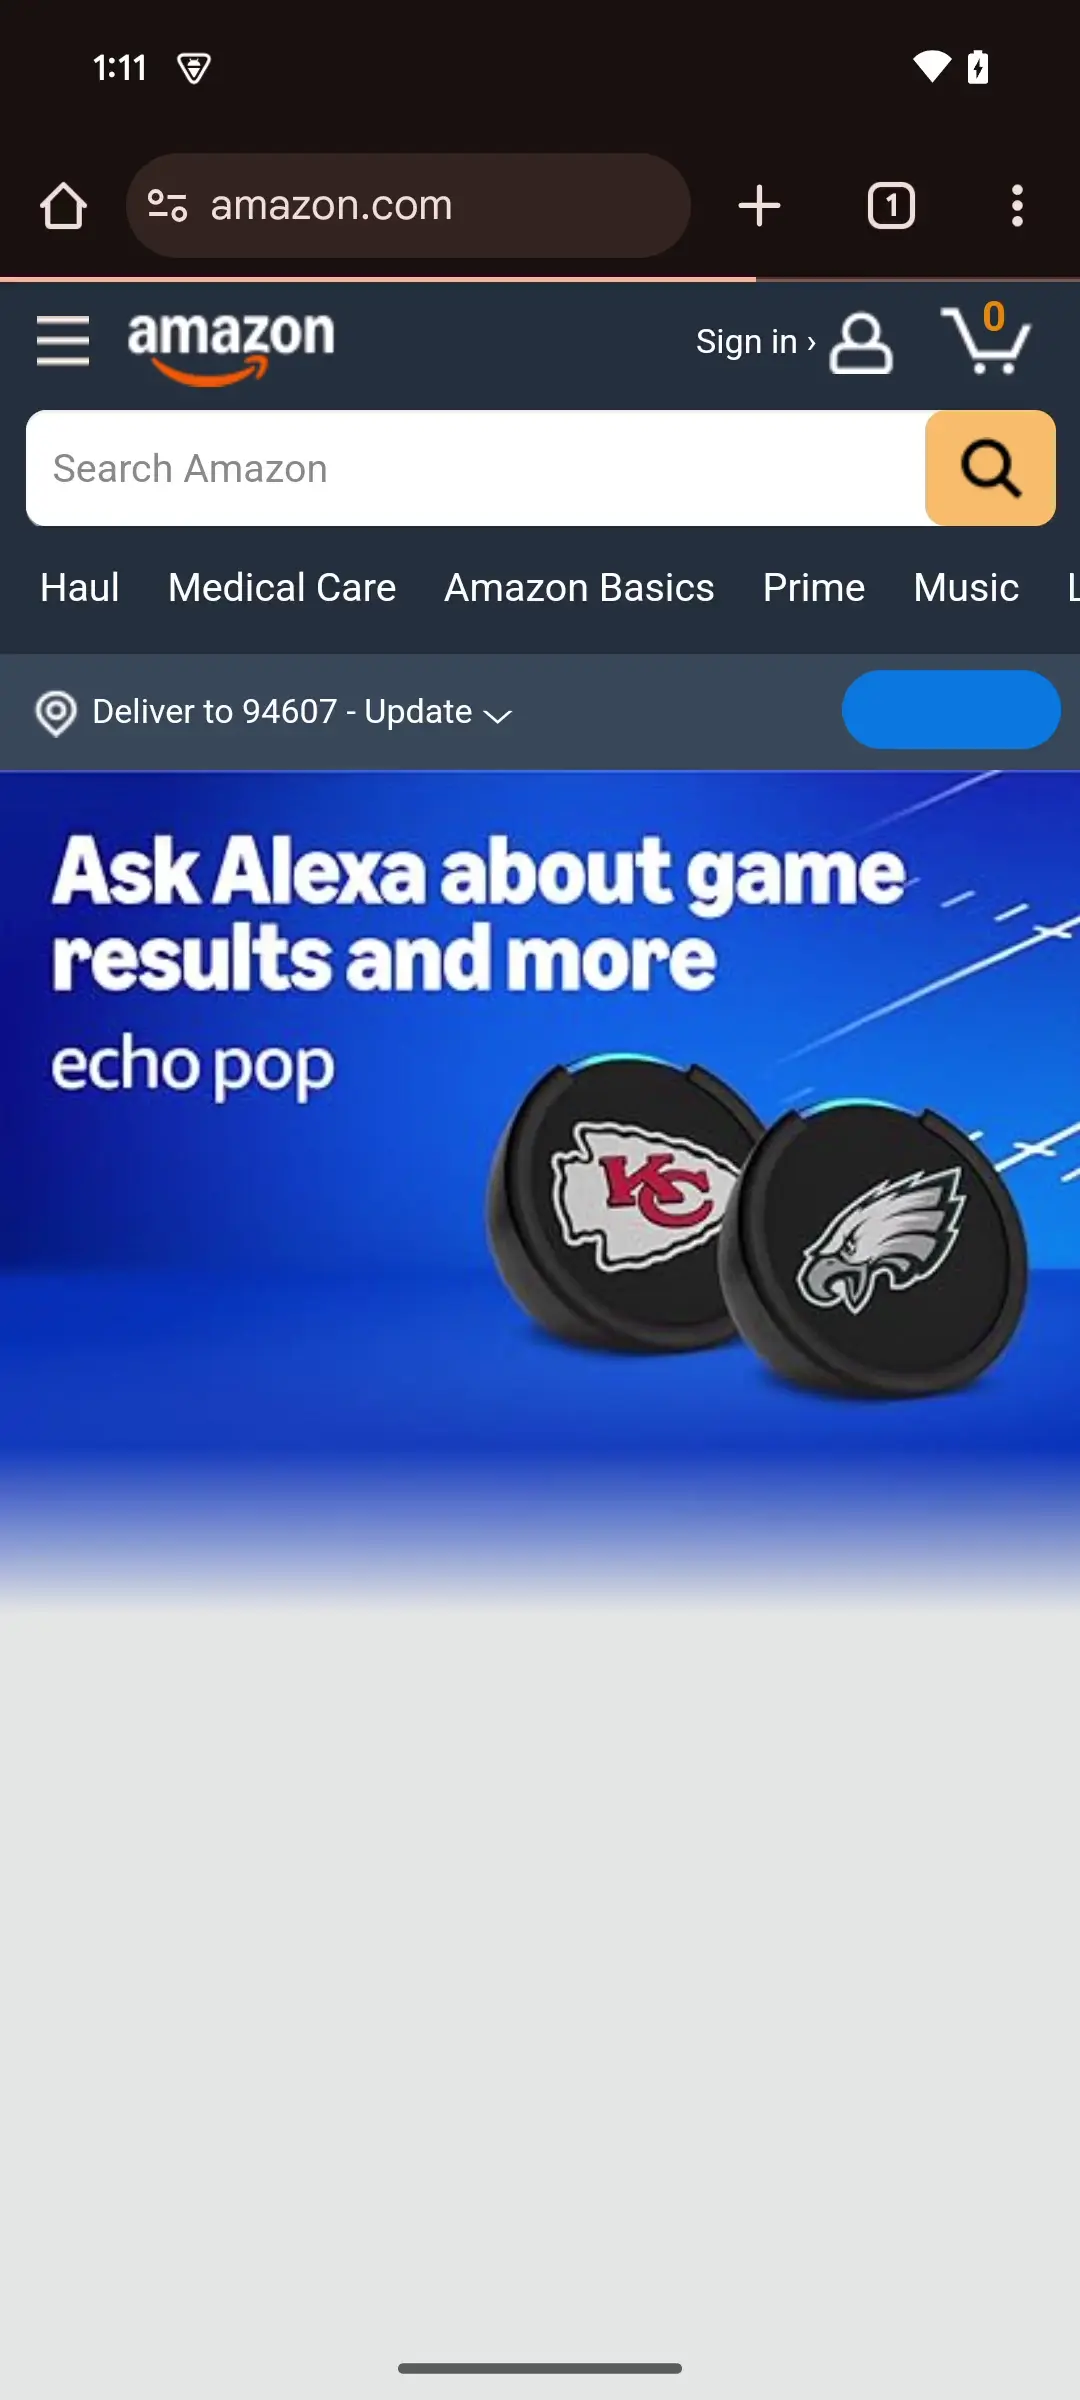 1:11
amazon.com
1
amazon
Sign in ›
0
Search Amazon
Haul Medical Care Amazon Basics Prime Music L
Deliver to 94607 - Update
Ask Alexa about game
results and more
echo pop
KC